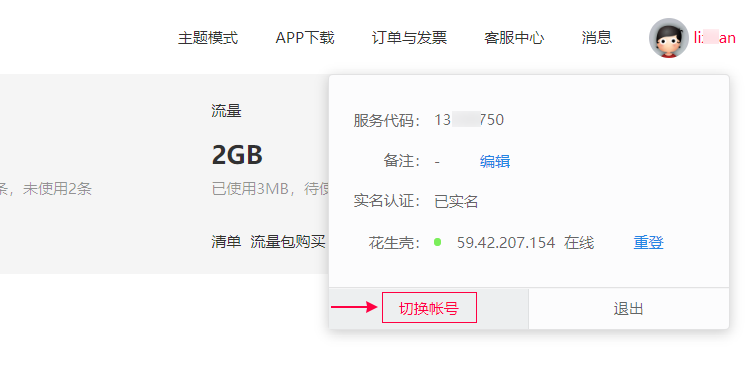 主题模式 APP下载 订单与发票 客服中心 消息
流量
2GB
条，未使用2条 已使用3MB，待使
清单 流量包购买
服务代码： 13 750
备注： - 编辑
实名认证： 已实名
花生壳： 59.42.207.154 在线 重登
切换帐号 退出